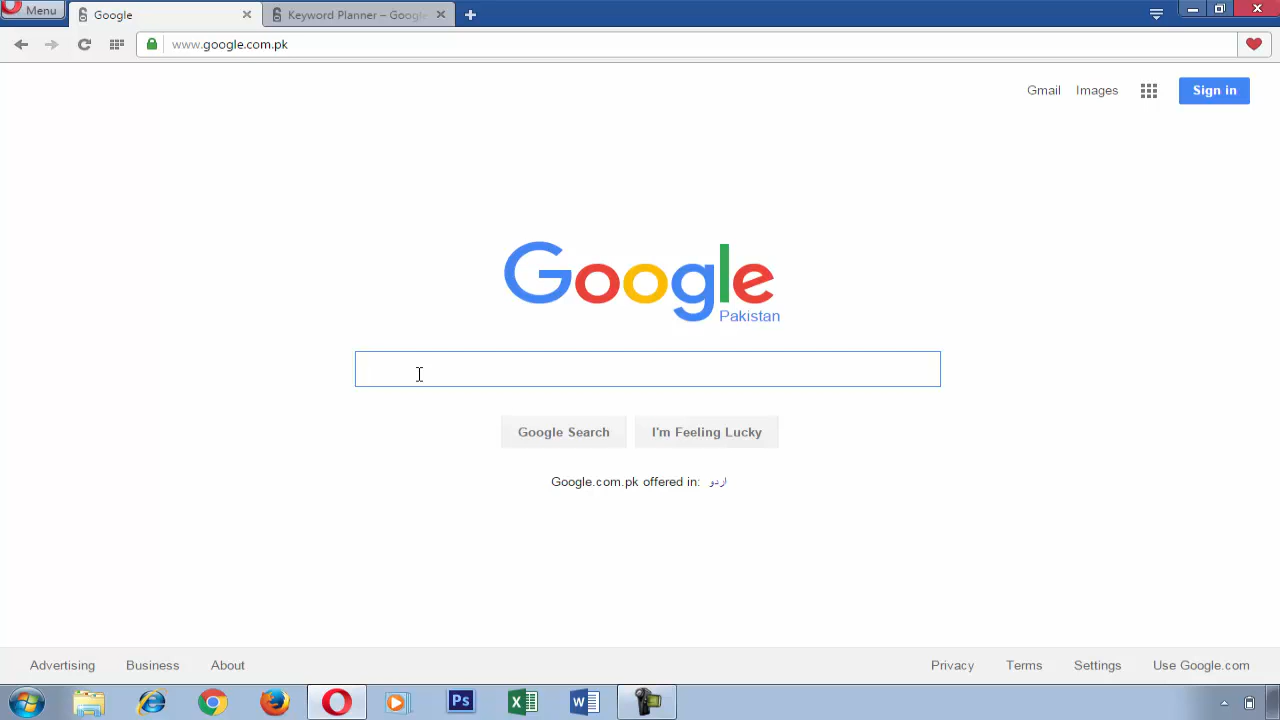 Menu
Google
Keyword Planner – Google
www.google.com.pk
Gmail
Images
Sign in
Google
Pakistan
Google Search
I'm Feeling Lucky
Google.com.pk offered in: اردو
Advertising
Business
About
Privacy
Terms
Settings
Use Google.com
Ps
X
W